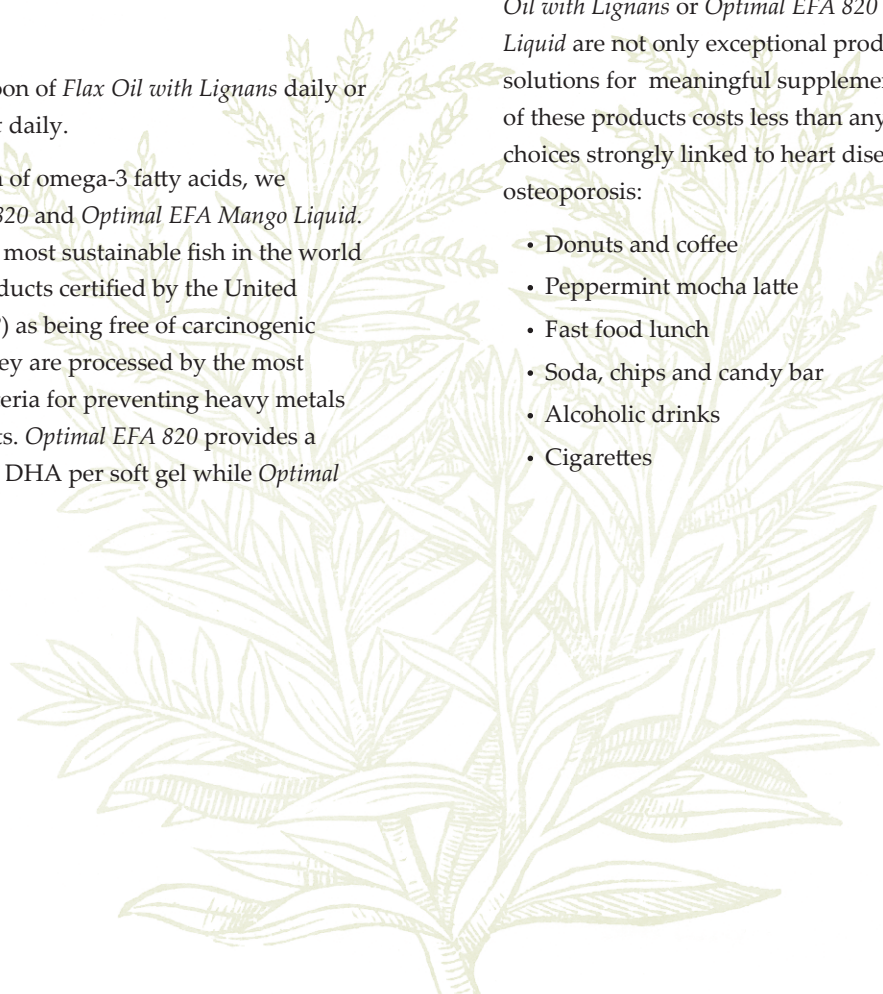 oon of Flax Oil with Lignans daily or
daily.
of omega-3 fatty acids, we
820 and Optimal EFA Mango Liquid.
most sustainable fish in the world
ducts certified by the United
) as being free of carcinogenic
ey are processed by the most
eria for preventing heavy metals
ts. Optimal EFA 820 provides a
DHA per soft gel while Optimal
Oil with Lignans or Optimal EFA 820
Liquid are not only exceptional prod
solutions for meaningful supplemen
of these products costs less than any
choices strongly linked to heart dise
osteoporosis:
• Donuts and coffee
• Peppermint mocha latte
• Fast food lunch
• Soda, chips and candy bar
• Alcoholic drinks
• Cigarettes